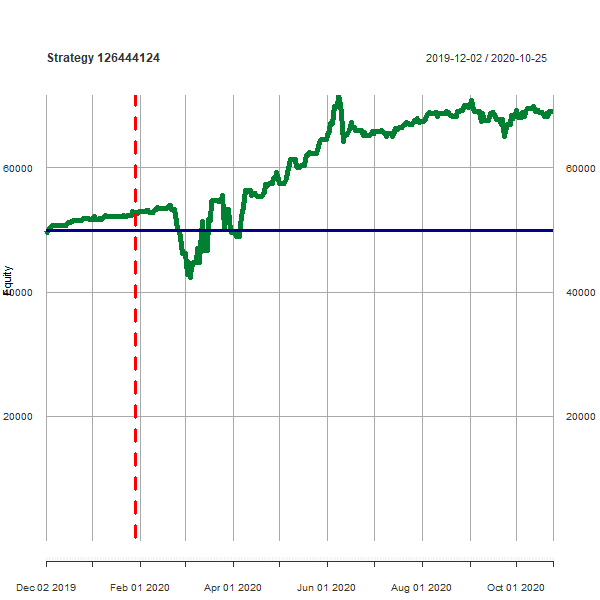 Strategy 126444124
2019-12-02 / 2020-10-25
60000
60000
Equity
40000
40000
20000
20000
Dec 02 2019
Feb 01 2020
Apr 01 2020
Jun 01 2020
Aug 01 2020
Oct 01 2020